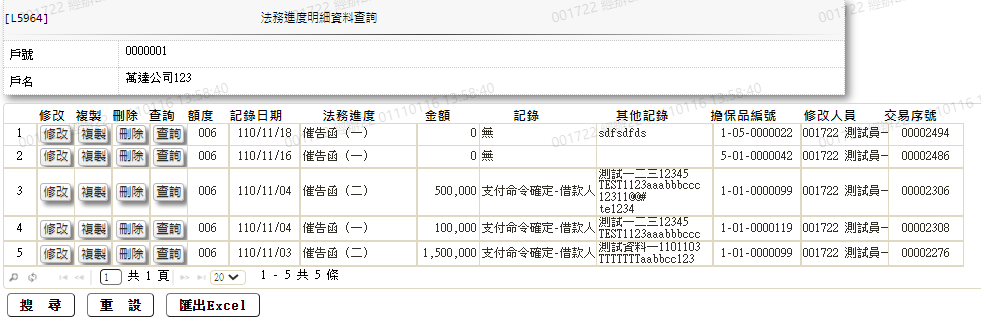 [L5964] 法務進度明細資料查詢
戶號 0000001
戶名 萬達公司123
修改 複製 刪除 查詢 額度 記錄日期 法務進度 金額 記錄 其他記錄 擔保品編號 修改人員 交易序號
1 修改 複製 刪除 查詢 006 110/11/18 催告函（一） 0 無 sdfsdfds 1-05-0000022 001722 測試員一 00002494
2 修改 複製 刪除 查詢 006 110/11/16 催告函（一） 0 無 5-01-0000042 001722 測試員一 00002486
3 修改 複製 刪除 查詢 006 110/11/04 催告函（二） 500,000 支付命令確定-借款人 測試一二三12345
TEST1123aaabbbccc
12311@@#
te1234 1-01-0000099 001722 測試員一 00002306
4 修改 複製 刪除 查詢 006 110/11/04 催告函（一） 100,000 支付命令確定-借款人 測試一二三12345
TEST1123aaabbbccc 1-01-0000119 001722 測試員一 00002308
5 修改 複製 刪除 查詢 006 110/11/03 催告函（二） 1,500,000 支付命令確定-借款人 測試資料一1101103
TTTTTTTaabbcc123 1-01-0000099 001722 測試員一 00002276
1 共 1 頁 20 1 - 5 共 5 條
搜 尋 重 設 匯出Excel